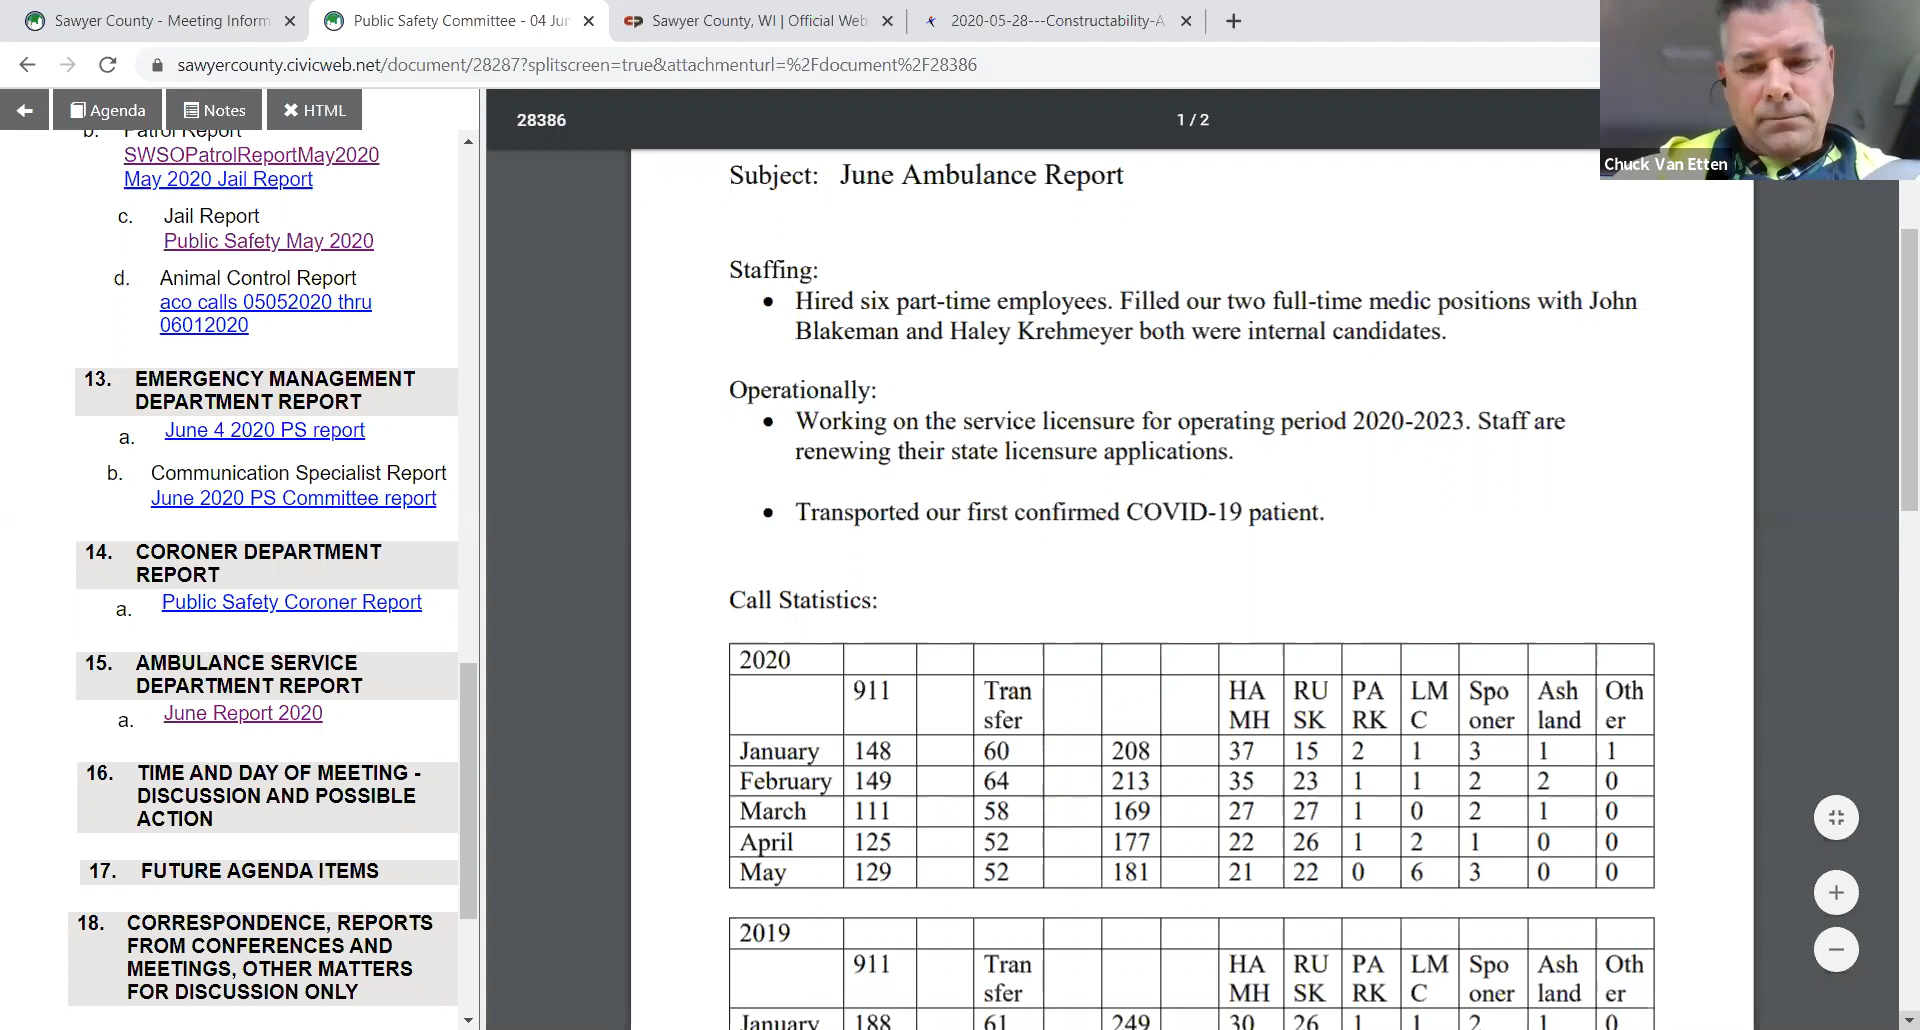 Sawyer County - Meeting Inform
Public Safety Committee - 04 Jun
Sawyer County, WI | Official Web
2020-05-28---Constructability-A
sawyercounty.civicweb.net/document/28287?splitscreen=true&attachmenturl=%2Fdocument%2F28386
Agenda
Notes
HTML
b. Patrol Report
SWSOPatrolReportMay2020
May 2020 Jail Report
c. Jail Report
Public Safety May 2020
d. Animal Control Report
aco calls 05052020 thru
06012020
13. EMERGENCY MANAGEMENT
DEPARTMENT REPORT
a. June 4 2020 PS report
b. Communication Specialist Report
June 2020 PS Committee report
14. CORONER DEPARTMENT
REPORT
a. Public Safety Coroner Report
15. AMBULANCE SERVICE
DEPARTMENT REPORT
a. June Report 2020
16. TIME AND DAY OF MEETING -
DISCUSSION AND POSSIBLE
ACTION
17. FUTURE AGENDA ITEMS
18. CORRESPONDENCE, REPORTS
FROM CONFERENCES AND
MEETINGS, OTHER MATTERS
FOR DISCUSSION ONLY
28386
1 / 2
Chuck Van Etten
Subject: June Ambulance Report
Staffing:
• Hired six part-time employees. Filled our two full-time medic positions with John
Blakeman and Haley Krehmeyer both were internal candidates.
Operationally:
• Working on the service licensure for operating period 2020-2023. Staff are
renewing their state licensure applications.
• Transported our first confirmed COVID-19 patient.
Call Statistics:
2020
911 Tran HA RU PA LM Spo Ash Oth
sfer MH SK RK C oner land er
January 148 60 208 37 15 2 1 3 1 1
February 149 64 213 35 23 1 1 2 2 0
March 111 58 169 27 27 1 0 2 1 0
April 125 52 177 22 26 1 2 1 0 0
May 129 52 181 21 22 0 6 3 0 0
2019
911 Tran HA RU PA LM Spo Ash Oth
sfer MH SK RK C oner land er
January 188 61 249 30 26 1 1 2 1 0